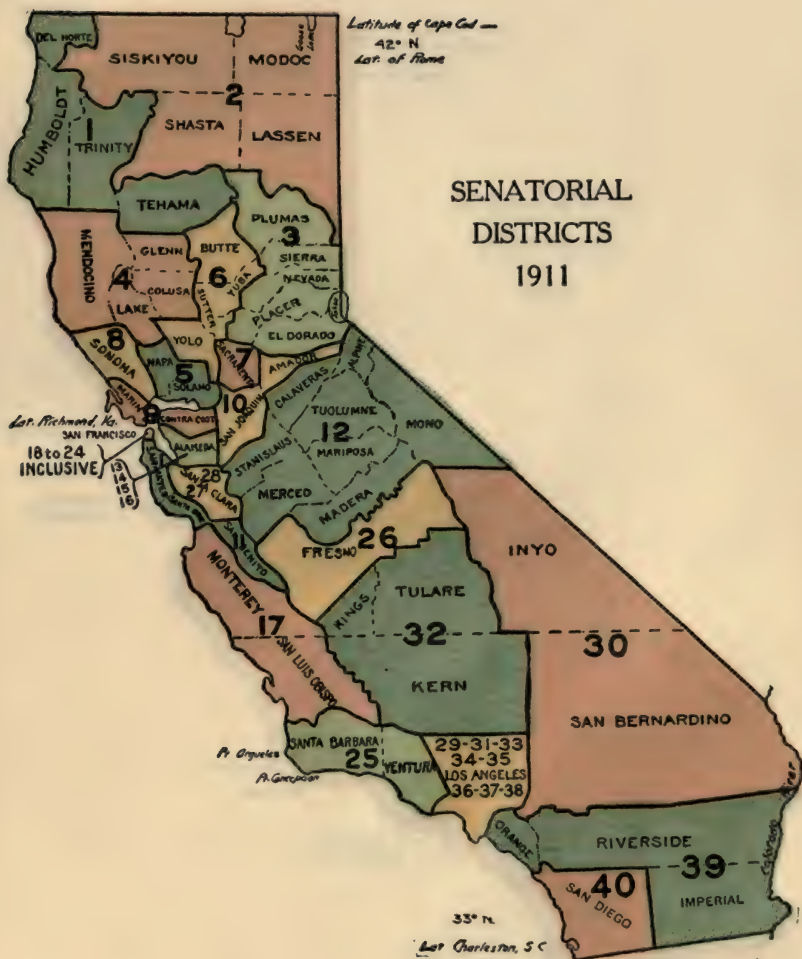 Latitude of Cape Cod —
42° N
Lat. of Rome
SENATORIAL
DISTRICTS
1911
DEL NORTE
SISKIYOU
MODOC
Goose
Lake
HUMBOLDT
1
TRINITY
2
SHASTA
LASSEN
TEHAMA
PLUMAS
3
SIERRA
NEVADA
PLACER
EL DORADO
MENDOCINO
GLENN
4
COLUSA
LAKE
BUTTE
6
YUBA
SUTTER
YOLO
8
SONOMA
NAPA
5
SOLANO
7
SACRAMENTO
AMADOR
ALPINE
MARIN
9
CONTRA COST
10
SAN JOAQUIN
CALAVERAS
TUOLUMNE
12
MARIPOSA
MONO
STANISLAUS
MERCED
MADERA
Lat. Richmond, Va.
SAN FRANCISCO
18 to 24
INCLUSIVE
ALAMEDA
13
14
15
16
28
SANTA CLARA
27
SAN MATEO
11
SAN BENITO
FRESNO 26
INYO
MONTEREY
17
SAN LUIS OBISPO
KINGS
TULARE
32
KERN
30
SAN BERNARDINO
SANTA BARBARA
25
VENTURA
Pt. Arguelos
Pt. Concepcion
29-31-33
34-35
LOS ANGELES
36-37-38
ORANGE
RIVERSIDE
39
IMPERIAL
40
SAN DIEGO
Colorado
River
33° N.
Lat Charleston, S C